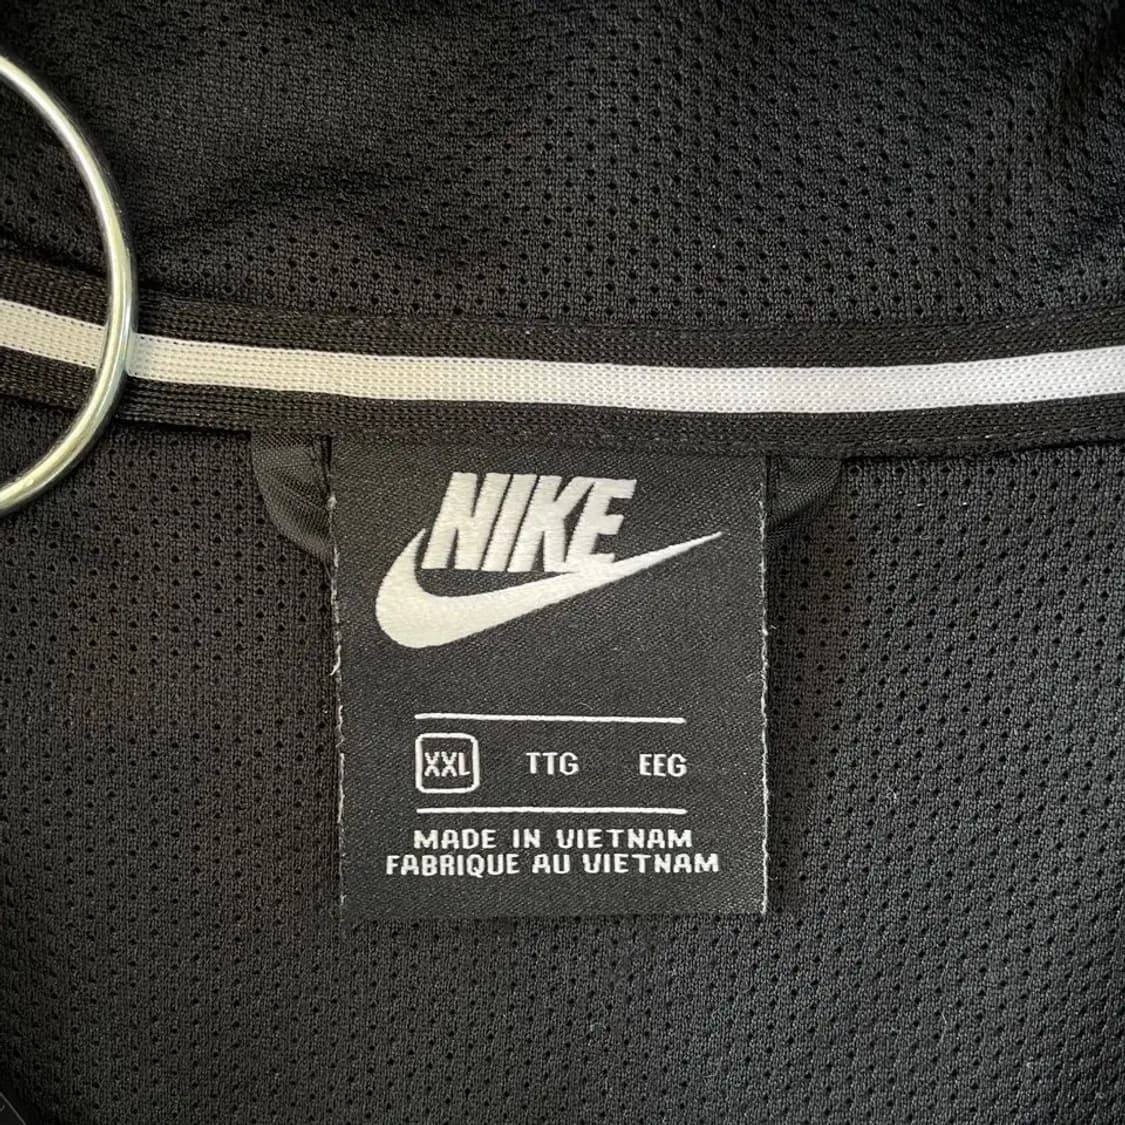 NIKE
XXL TTG EEG
MADE IN VIETNAM
FABRIQUE AU VIETNAM